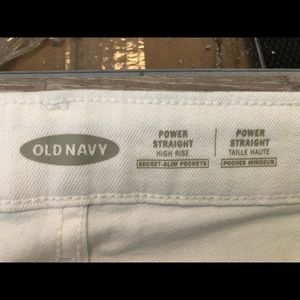 OLD NAVY
POWER
STRAIGHT
HIGH RISE
SECRET-SLIM POCKETS
POWER
STRAIGHT
TAILLE HAUTE
POCHES MINCEUR